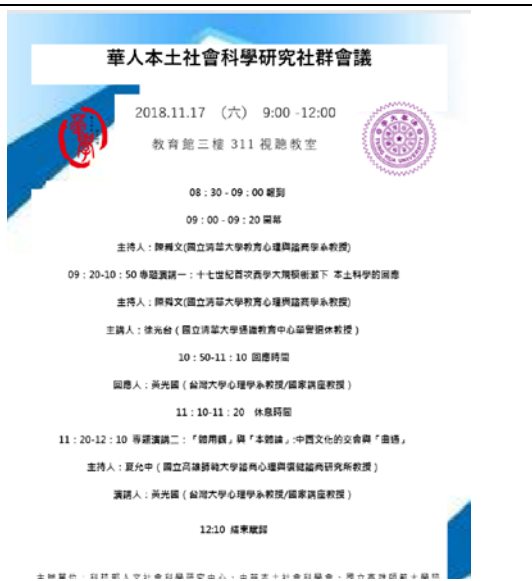 華人本土社會科學研究社群會議
2018.11.17 （六） 9:00 -12:00
教育館三樓 311 視聽教室
08：30 - 09：00 報到
09：00 - 09：20 開幕
主持人：陳舜文(國立清華大學教育心理與諮商學系教授)
09：20-10：50 專題演講一：十七世紀首次西學大規模衝激下 本土科學的回應
主持人：陳舜文(國立清華大學教育心理與諮商學系教授)
主講人：徐光台（國立清華大學通識教育中心榮譽退休教授）
10：50-11：10 回應時間
回應人：黃光國（台灣大學心理學系教授/國家講座教授）
11：10-11：20 休息時間
11：20-12：10 專題演講二：「體用觀」與「本體論」:中西文化的交會與「曲通」
主持人：夏允中（國立高雄師範大學諮商心理與復健諮商研究所教授）
演講人：黃光國（台灣大學心理學系教授/國家講座教授）
12:10 結束賦歸